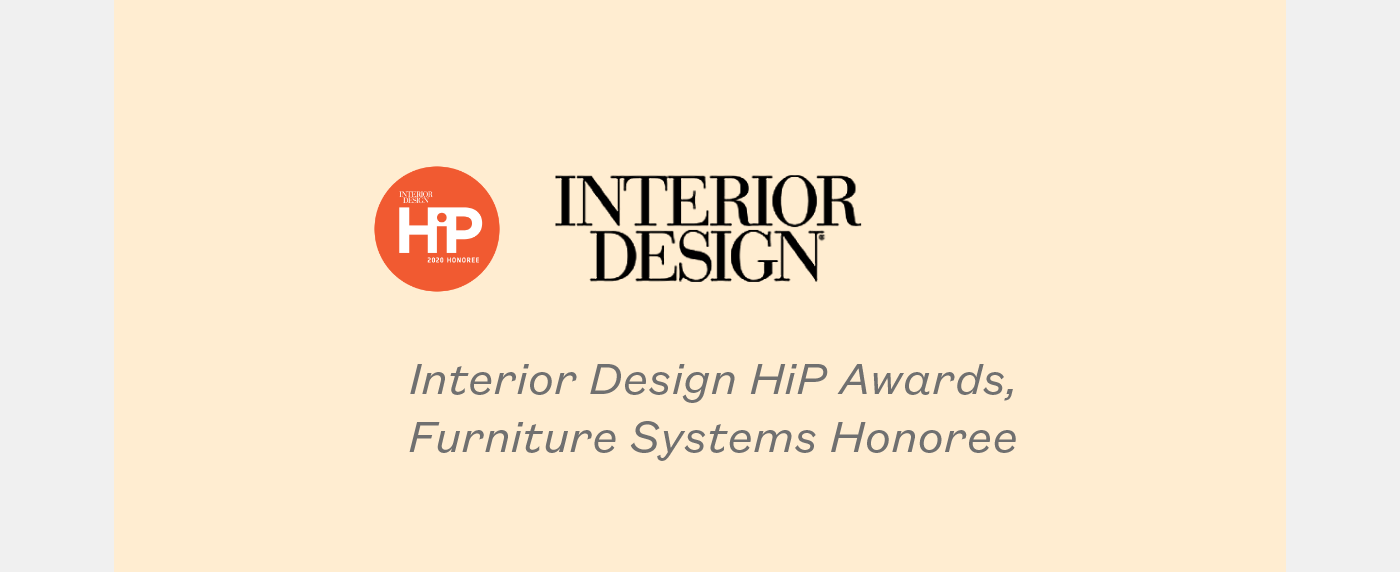 INTERIOR
DESIGN
HiP
2020 HONOREE
INTERIOR
DESIGN®
Interior Design HiP Awards,
Furniture Systems Honoree